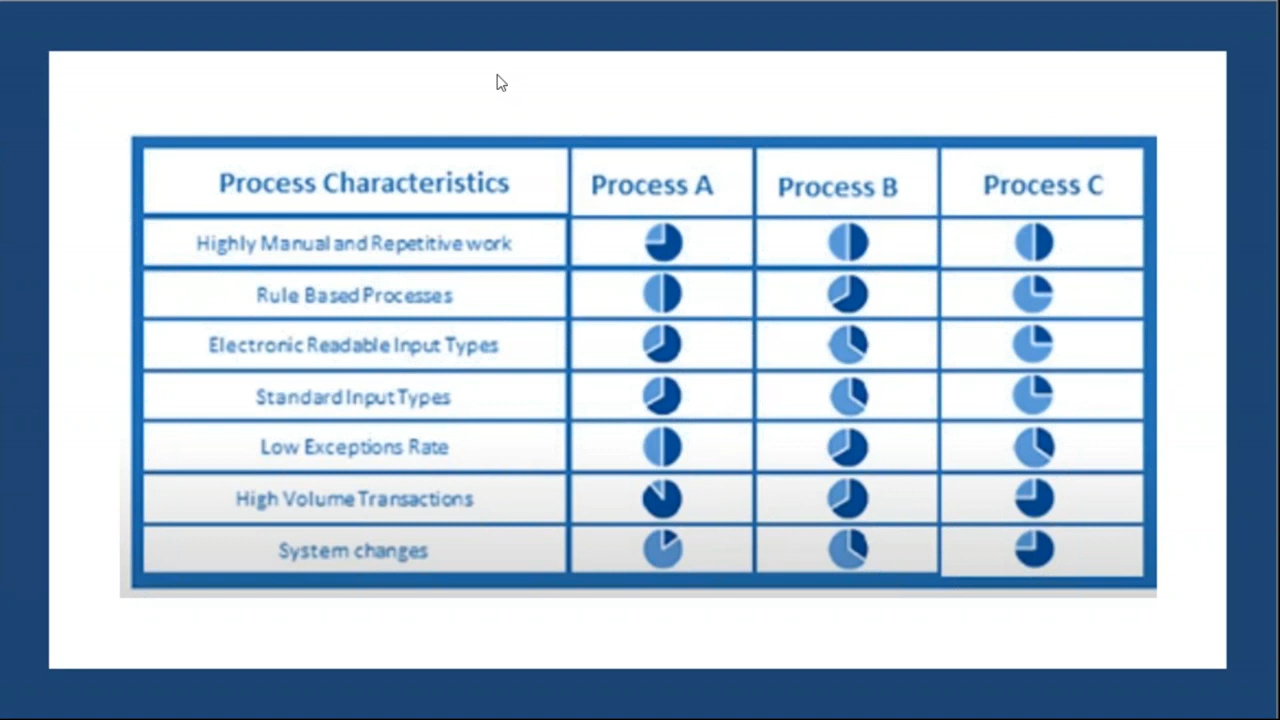 Process Characteristics Process A Process B Process C
Highly Manual and Repetitive work
Rule Based Processes
Electronic Readable Input Types
Standard Input Types
Low Exceptions Rate
High Volume Transactions
System changes